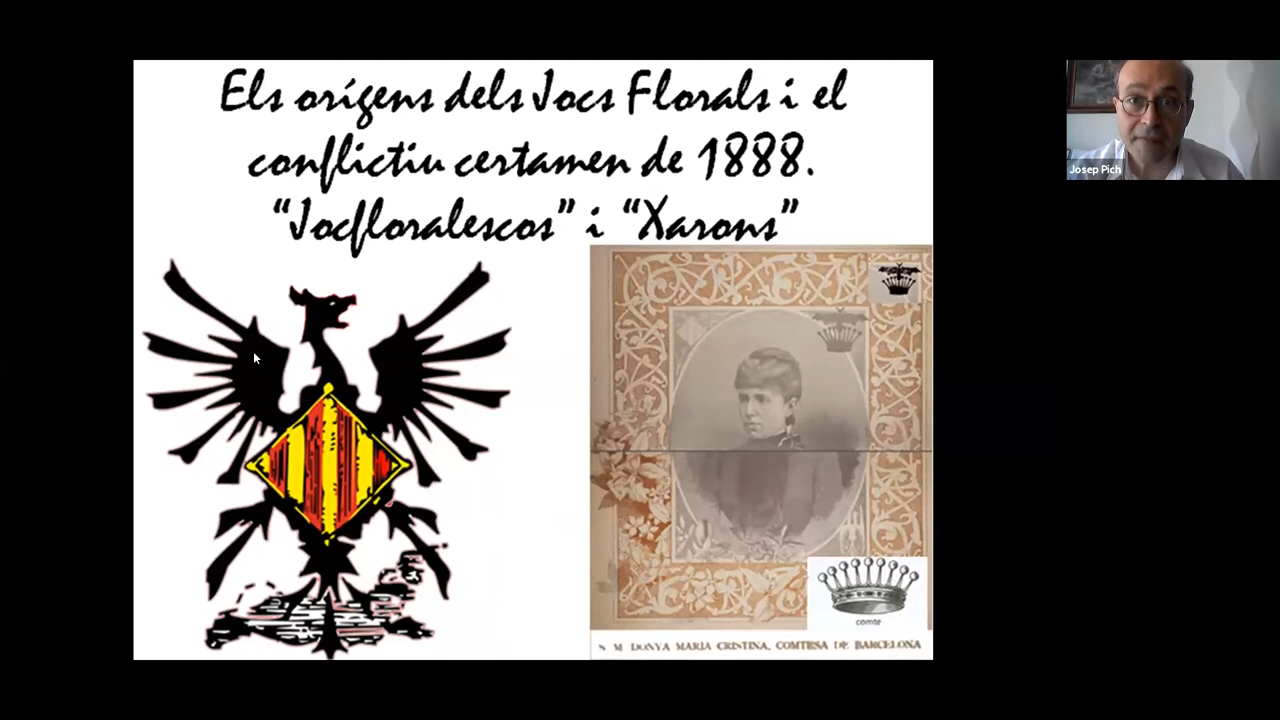 Els orígens dels Jocs Florals i el
conflictiu certamen de 1888.
“Jocfloralescos” i “Xarons”
comte
S. M. DONYA MARIA CRISTINA, COMTESA DE BARCELONA
Josep Pich